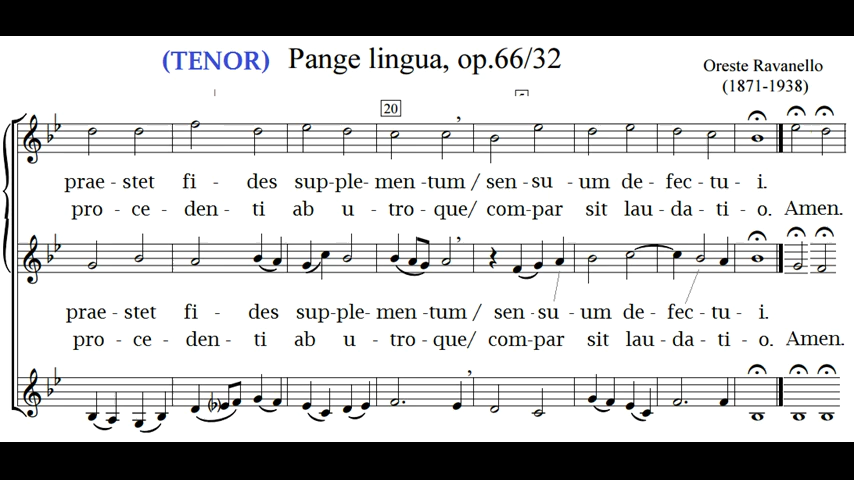 (TENOR) Pange lingua, op.66/32
Oreste Ravanello
(1871-1938)
20
praestet fi - des sup-ple-men-tum / sen-su - um de-fec-tu - i.
pro - ce - den - ti ab u - tro-que/ com-par sit lau-da-ti-o. Amen.
prae - stet fi - des sup-ple-men-tum/ sen-su - um de-fec-tu - i.
pro - ce - den - ti ab u - tro-que/ com-par sit lau-da-ti-o. Amen.